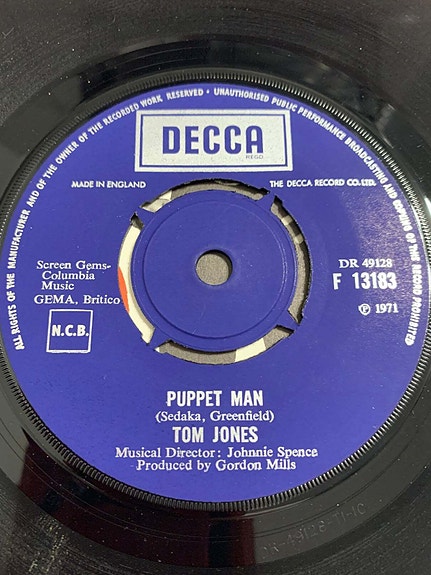 ALL RIGHTS OF THE MANUFACTURER AND OF THE OWNER OF THE RECORDED WORK RESERVED • UNAUTHORISED PUBLIC PERFORMANCE BROADCASTING AND COPYING OF THIS RECORD PROHIBITED
DECCA
REGD.
MADE IN ENGLAND
THE DECCA RECORD CO. LTD.
Screen Gems-
Columbia
Music
GEMA, Britico
N.C.B.
DR 49128
F 13183
℗ 1971
PUPPET MAN
(Sedaka, Greenfield)
TOM JONES
Musical Director: Johnnie Spence
Produced by Gordon Mills